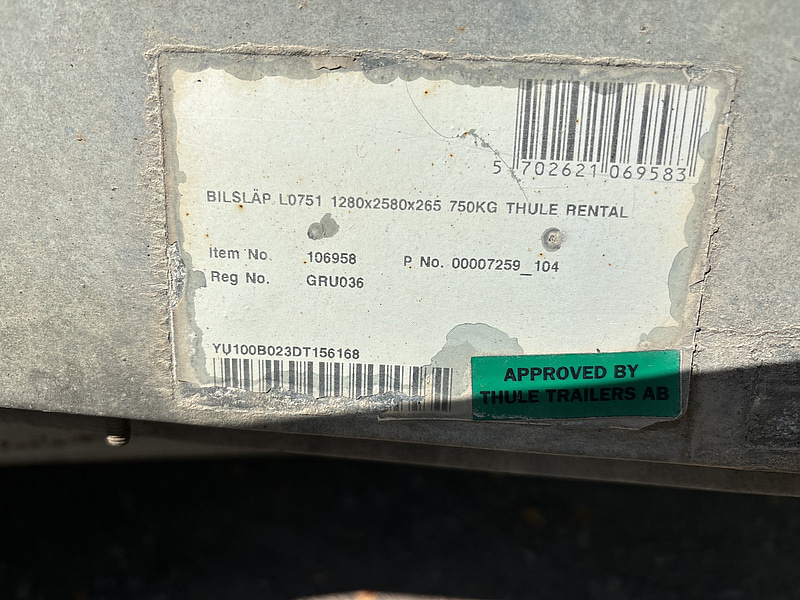 5 702621 069583
BILSLÄP L0751 1280x2580x265 750KG THULE RENTAL
Item No. 106958 P. No. 00007259_104
Reg No. GRU036
YU100B023DT156168
APPROVED BY
THULE TRAILERS AB